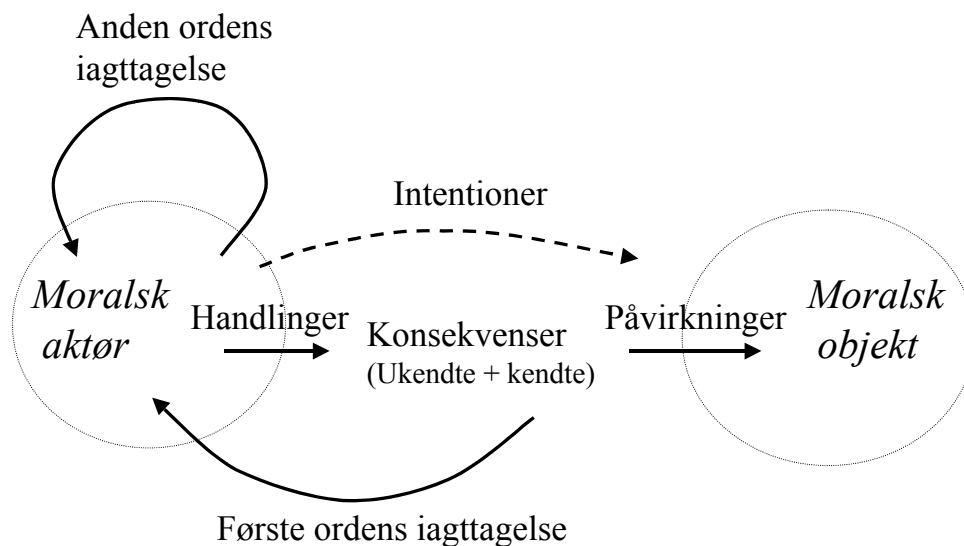 Anden ordens
iagttagelse
Intentioner
Moralsk
aktør
Handlinger
Konsekvenser
(Ukendte + kendte)
Påvirkninger
Moralsk
objekt
Første ordens iagttagelse